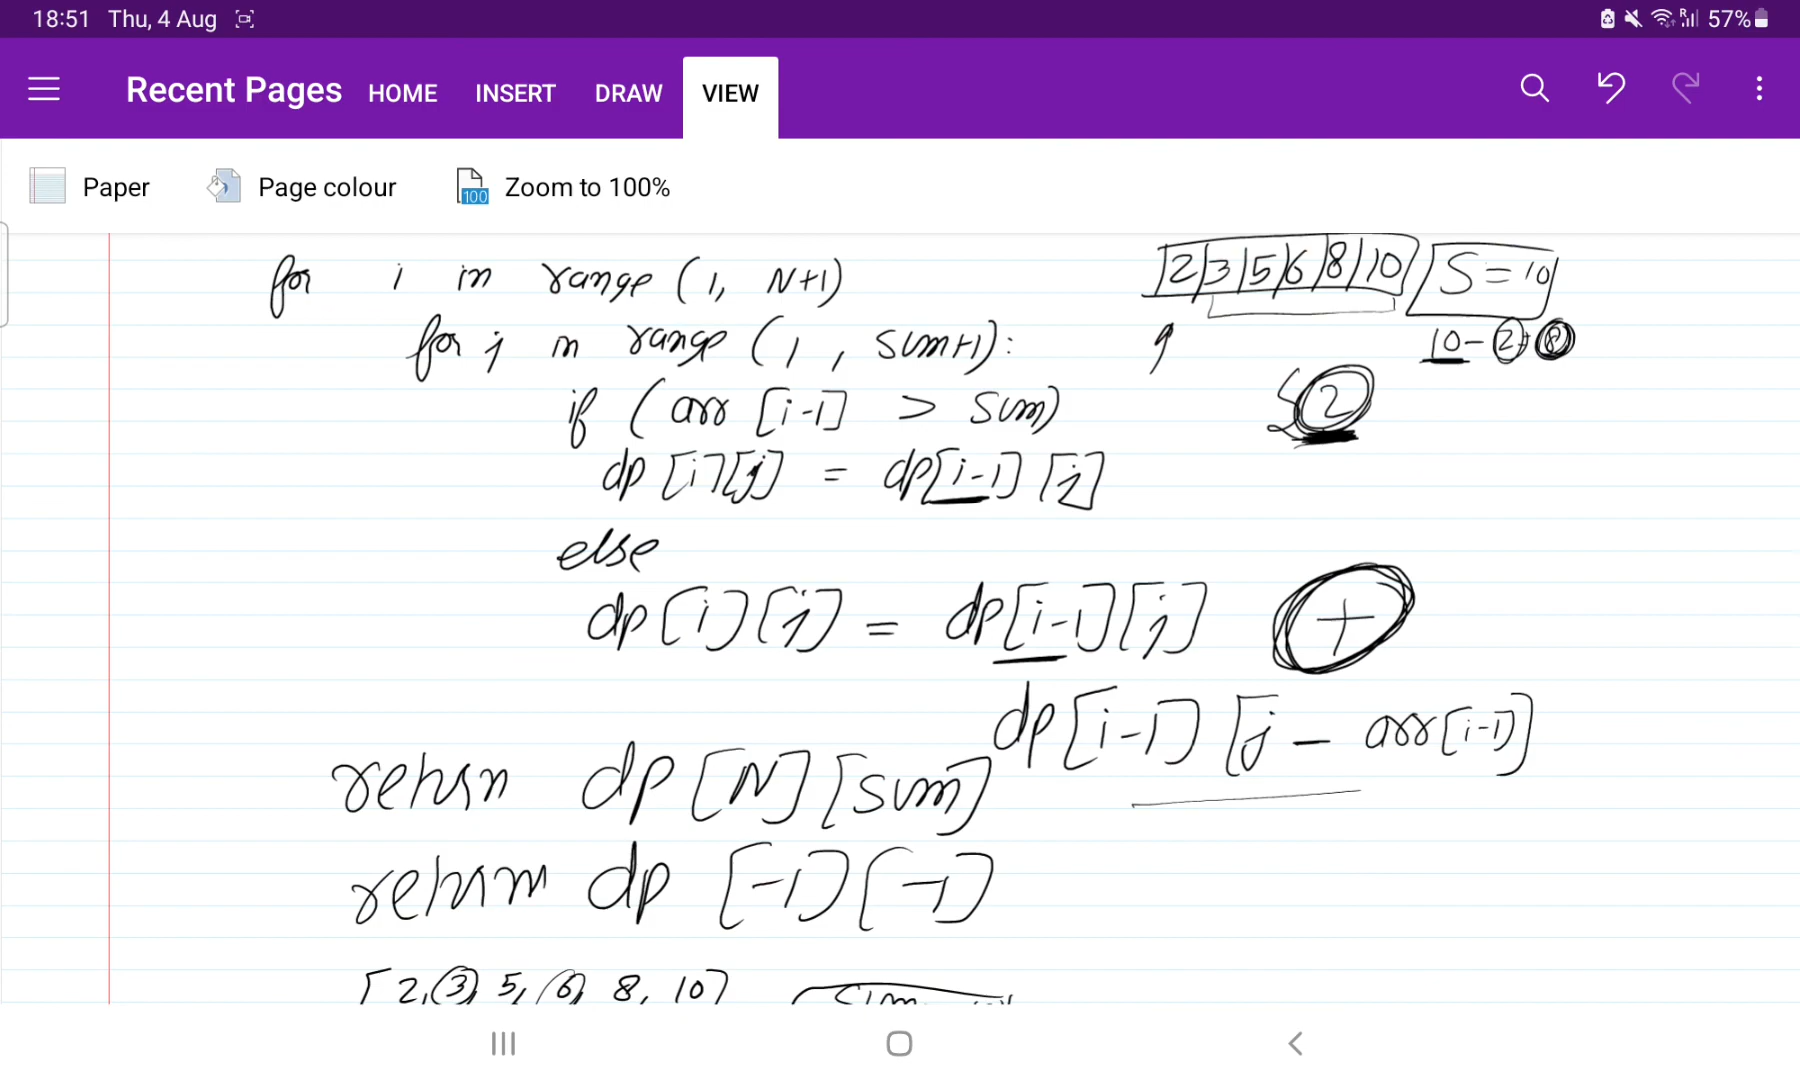 18:51 Thu, 4 Aug 57%
Recent Pages HOME INSERT DRAW VIEW
Paper Page colour 100 Zoom to 100%
for i in range (1, N+1)
for j in range (1, sum+1):
if (arr [i-1] > sum)
dp [i][j] = dp[i-1] [j]
else
dp [i] [j] = dp[i-1] [j] +
dp[i-1] [j - arr[i-1]]
return dp [N] [sum]
return dp [-1] [-1]
[2, 3, 5, 6, 8, 10]
2 3 5 6 8 10 S = 10
10 - 2 = 8
2